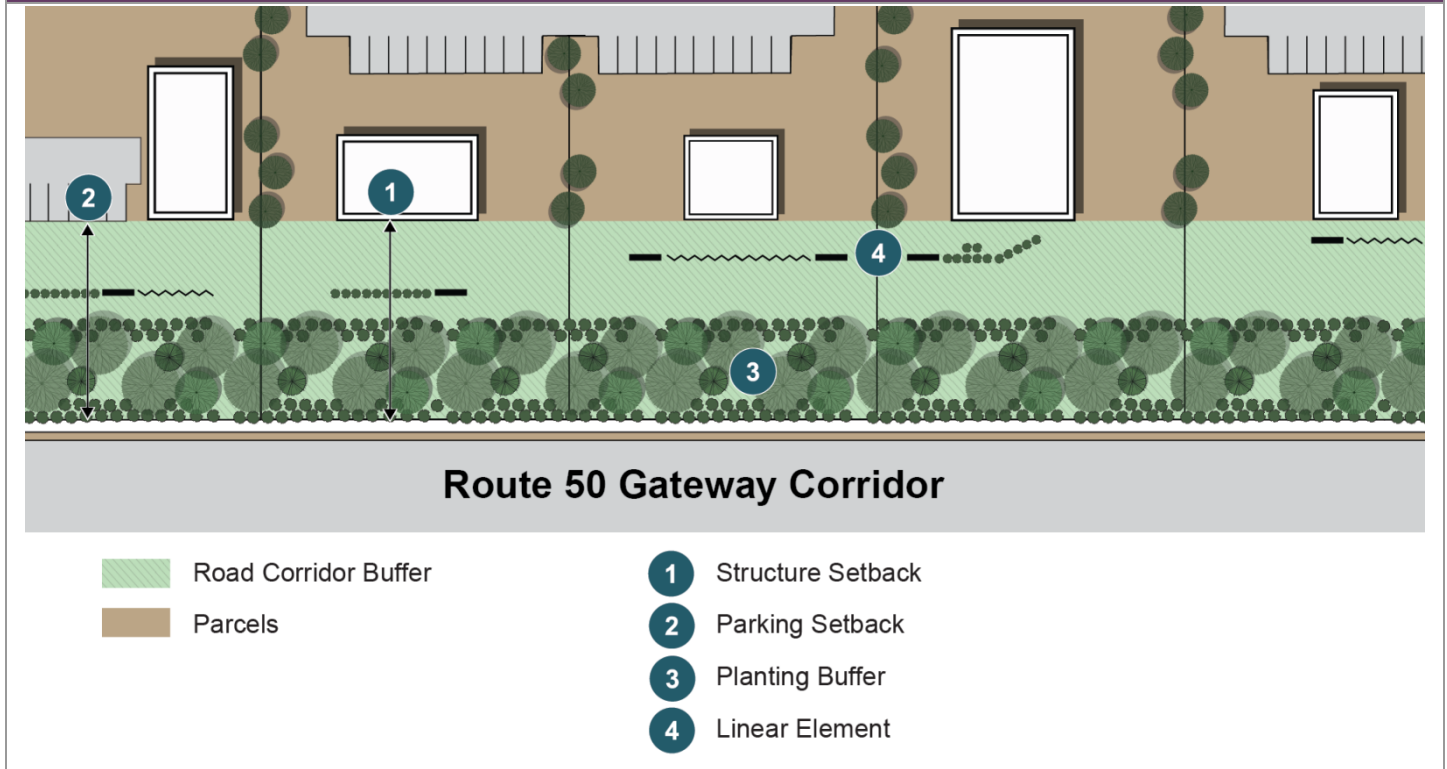 2
1
4
3
Route 50 Gateway Corridor
Road Corridor Buffer
Parcels
1 Structure Setback
2 Parking Setback
3 Planting Buffer
4 Linear Element